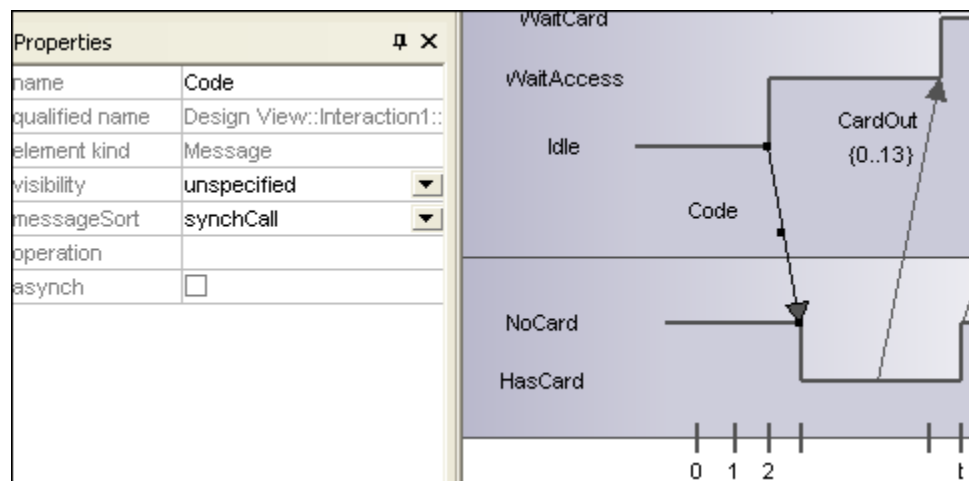 Properties
name Code
qualified name Design View::Interaction1::
element kind Message
visibility unspecified
messageSort synchCall
operation
asynch
WaitCard
WaitAccess
CardOut
Idle
{0..13}
Code
NoCard
HasCard
0 1 2 t